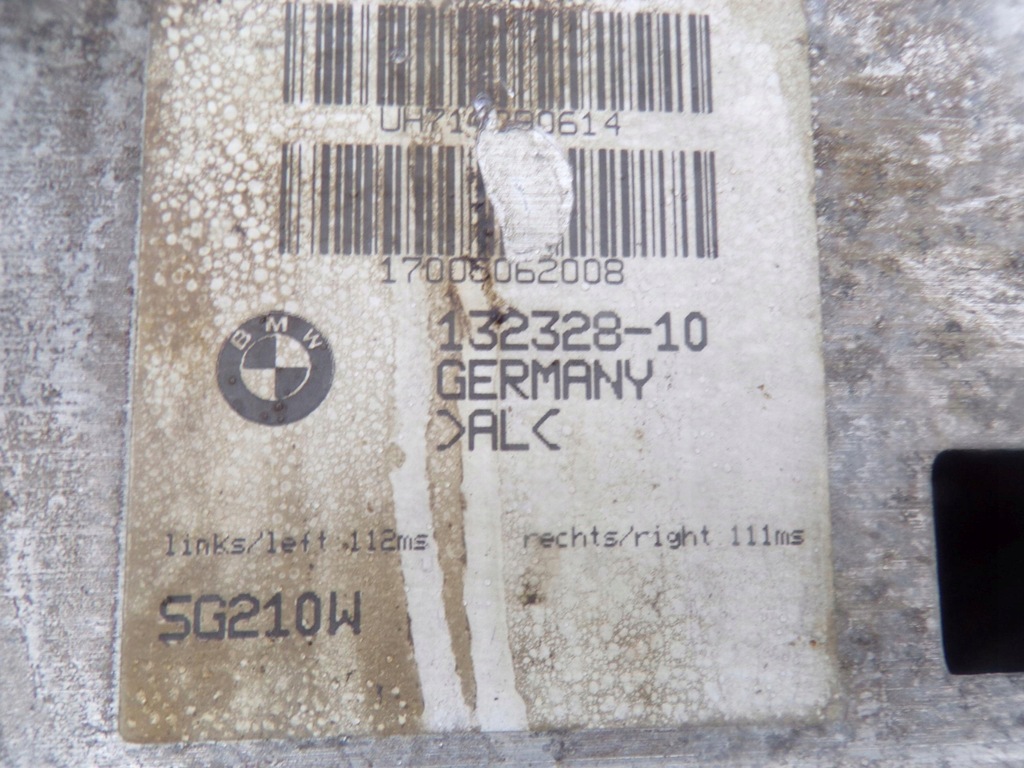 17006062008
BMW
132328-10
GERMANY
>AL<
links/left 112ms rechts/right 111ms
SG210W